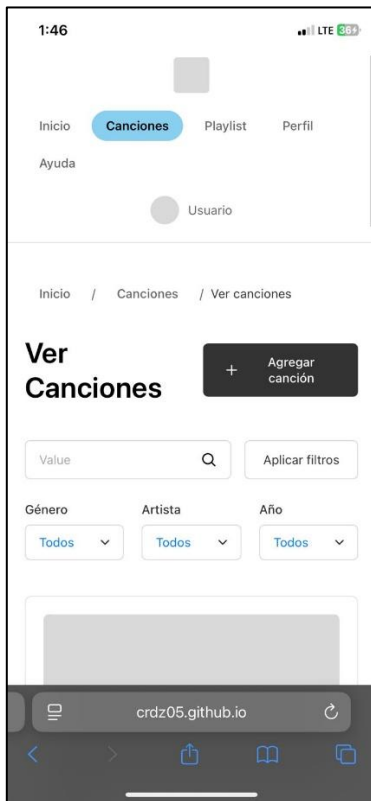 1:46 LTE 36
Inicio Canciones Playlist Perfil
Ayuda
Usuario
Inicio / Canciones / Ver canciones
Ver
Canciones
+ Agregar
canción
Value Aplicar filtros
Género Artista Año
Todos Todos Todos
crdz05.github.io